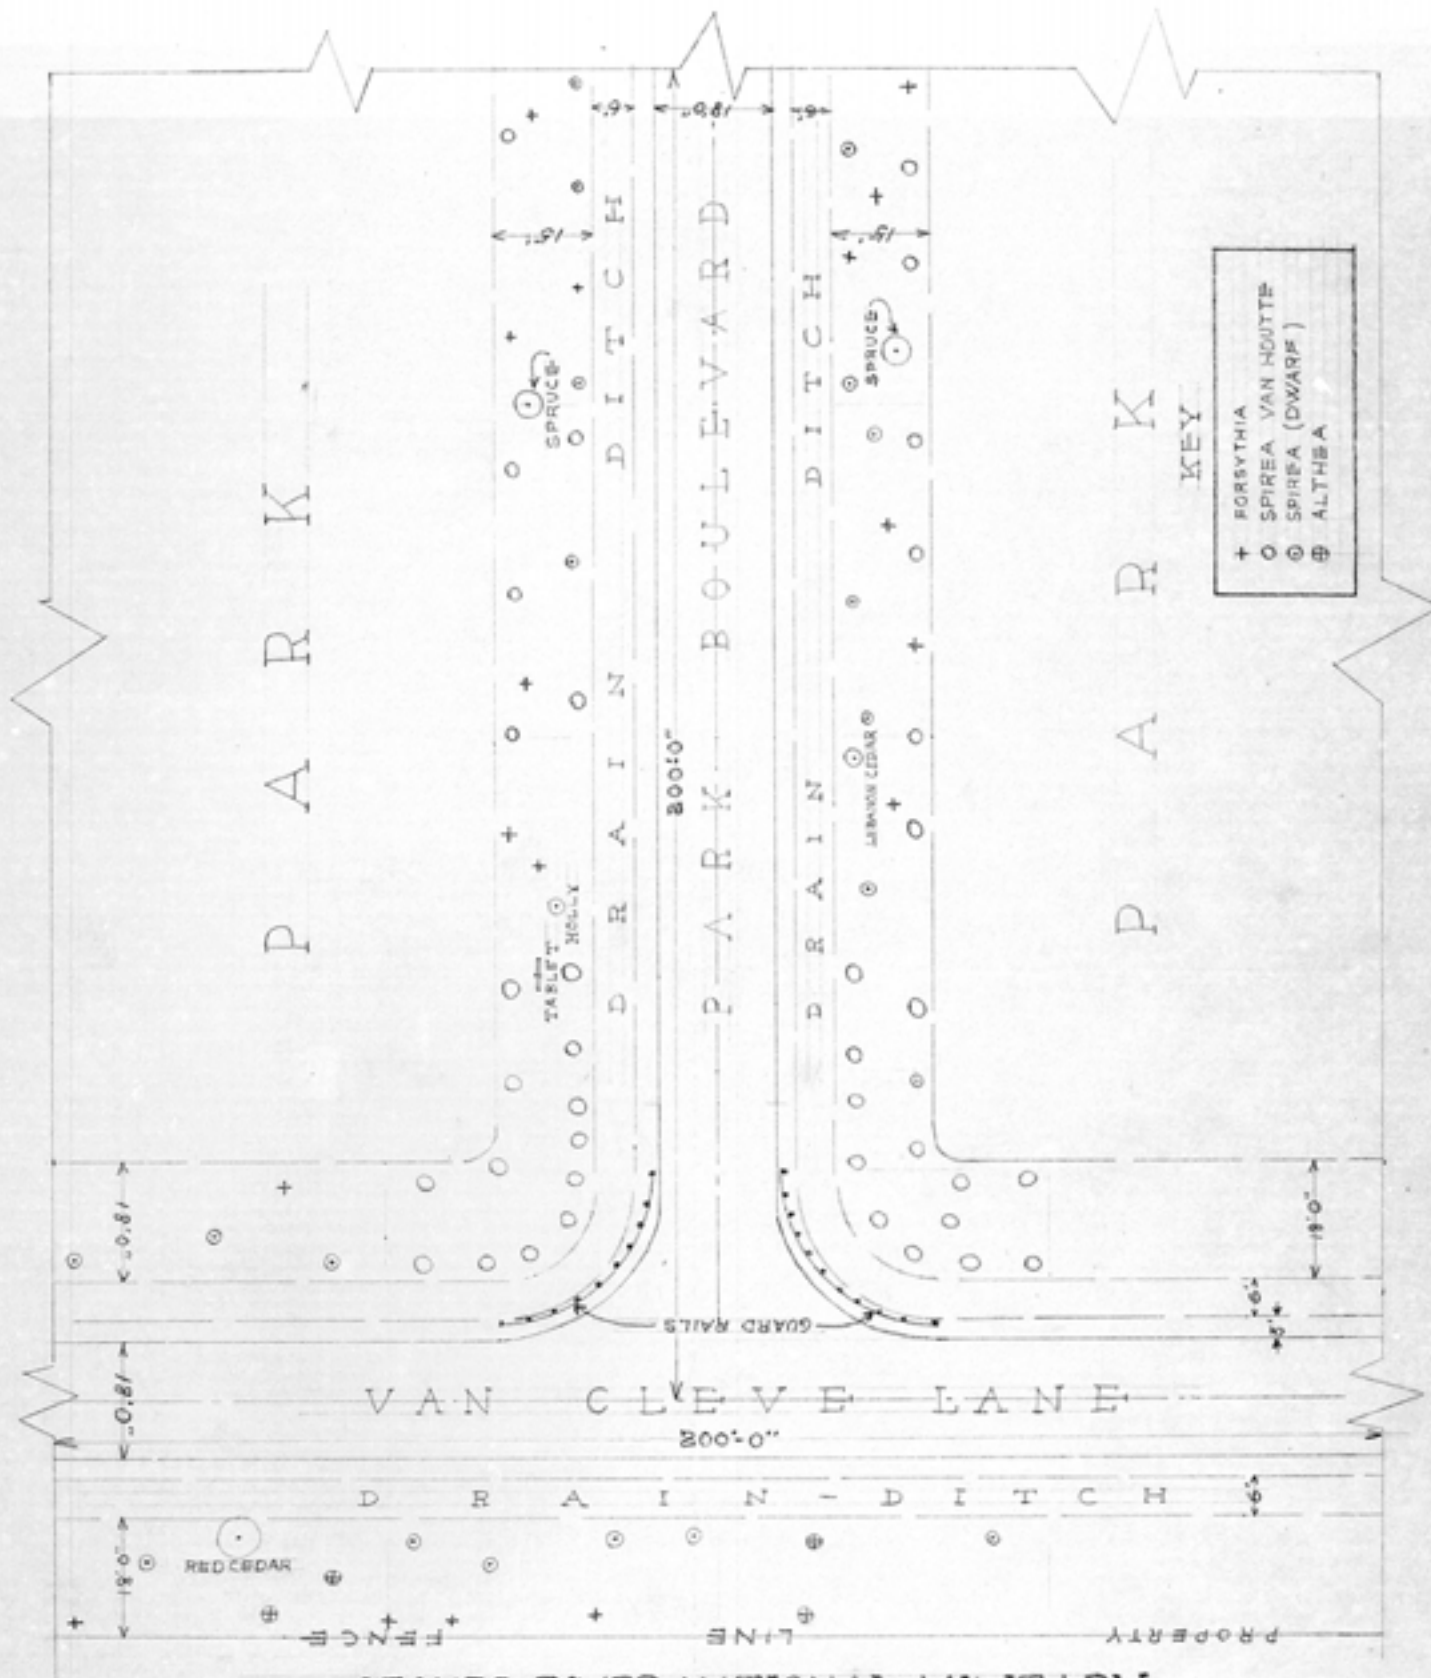 PARK
PARK
DRAIN DITCH
PARK BOULEVARD
DRAIN DITCH
6'
18'0"
6'
15'
15'
SPRUCE
SPRUCE
200'0"
LEBANON CEDAR
TABLET
HOLLY
KEY
+ FORSYTHIA
O SPIREA VAN HOUTTE
⊙ SPIREA (DWARF)
⊕ ALTHEA
18'0"
18'0"
6'
GUARD RAILS
VAN CLEVE LANE
18'0"
200'-0"
DRAIN-DITCH
6'
18'0"
RED CEDAR
PROPERTY LINE FENCE